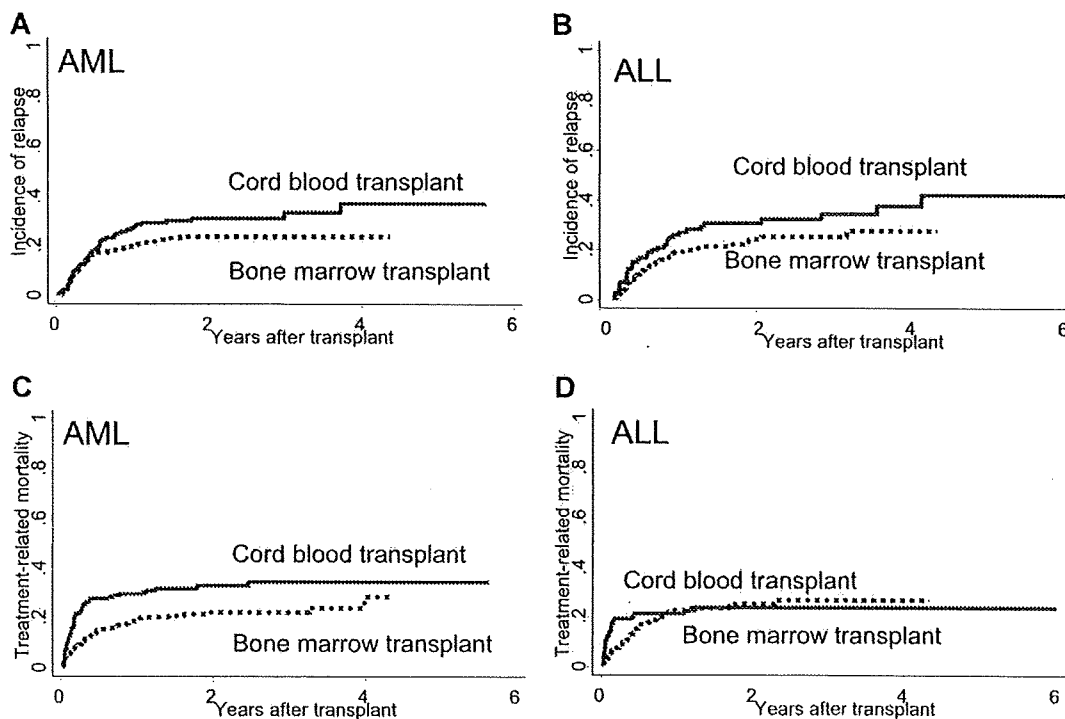 A
AML
Incidence of relapse
1
.8
.6
.4
.2
0
Cord blood transplant
Bone marrow transplant
0
2
4
6
Years after transplant
B
ALL
Incidence of relapse
1
.8
.6
.4
.2
0
Cord blood transplant
Bone marrow transplant
0
2
4
6
Years after transplant
C
AML
Treatment-related mortality
1
.8
.6
.4
.2
0
Cord blood transplant
Bone marrow transplant
0
2
4
6
Years after transplant
D
ALL
Treatment-related mortality
1
.8
.6
.4
.2
0
Cord blood transplant
Bone marrow transplant
0
2
4
6
Years after transplant